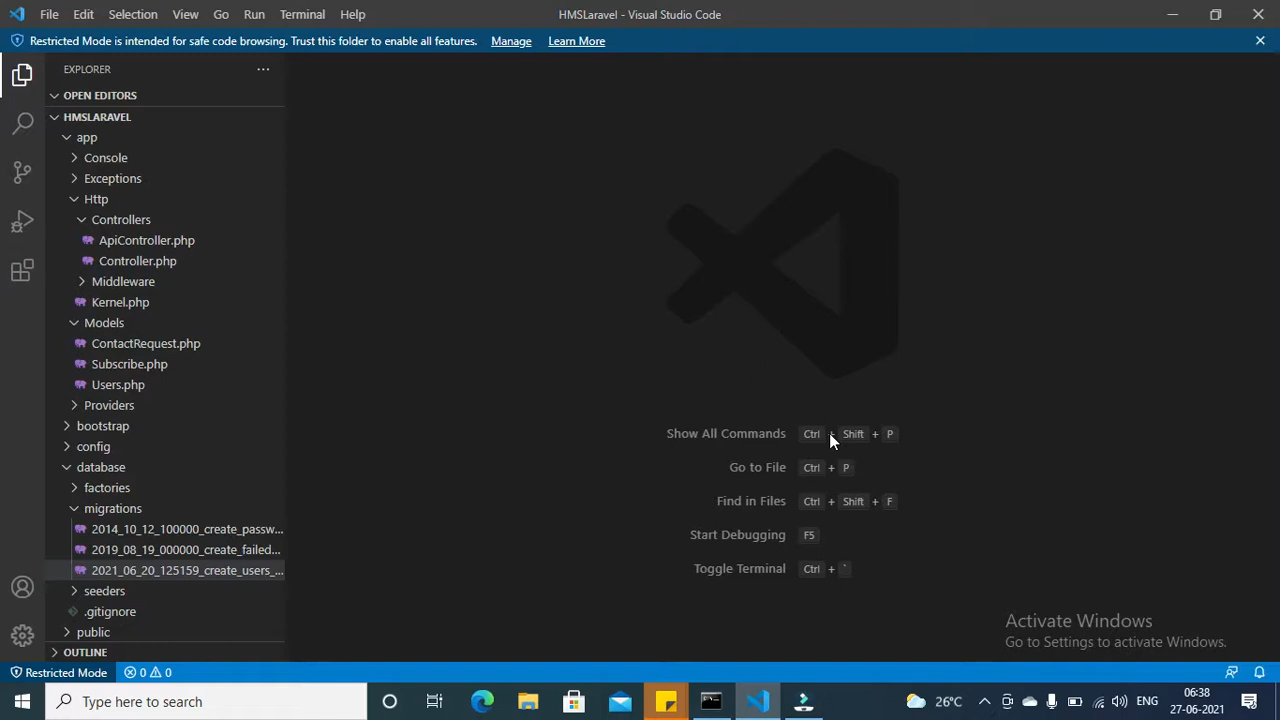 File Edit Selection View Go Run Terminal Help HMSLaravel - Visual Studio Code
Restricted Mode is intended for safe code browsing. Trust this folder to enable all features. Manage Learn More
EXPLORER
OPEN EDITORS
HMSLARAVEL
app
Console
Exceptions
Http
Controllers
ApiController.php
Controller.php
Middleware
Kernel.php
Models
ContactRequest.php
Subscribe.php
Users.php
Providers
bootstrap
config
database
factories
migrations
2014_10_12_100000_create_passw...
2019_08_19_000000_create_failed...
2021_06_20_125159_create_users_...
seeders
.gitignore
public
OUTLINE
Show All Commands Ctrl + Shift + P
Go to File Ctrl + P
Find in Files Ctrl + Shift + F
Start Debugging F5
Toggle Terminal Ctrl + `
Activate Windows
Go to Settings to activate Windows.
Restricted Mode 0 0
Type here to search
26°C
ENG
06:38
27-06-2021